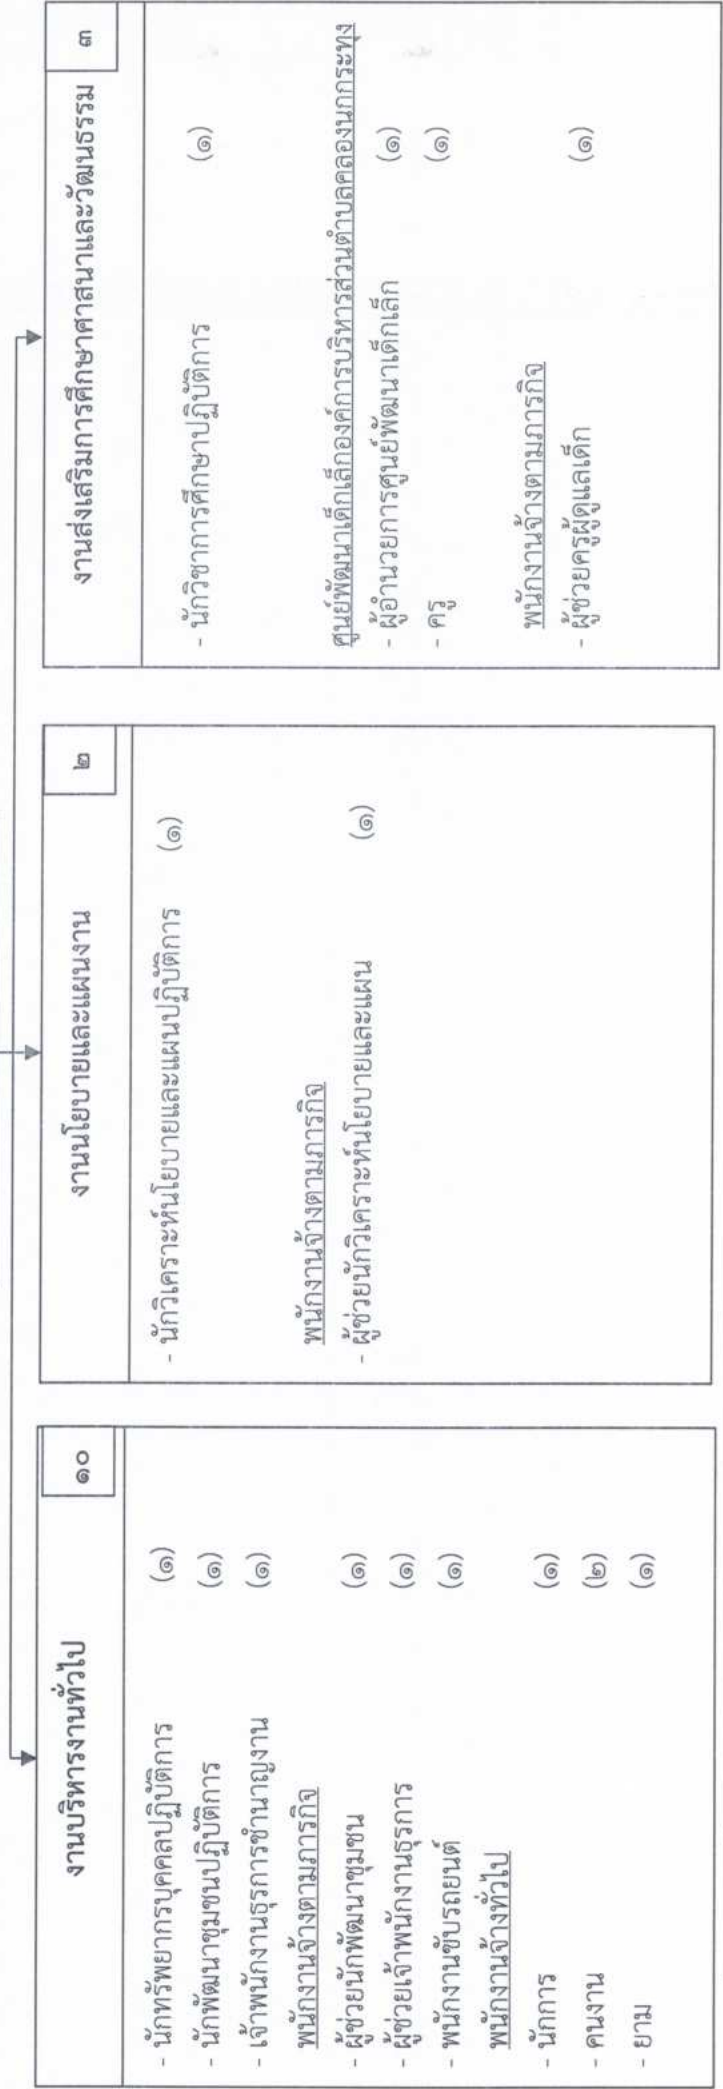 งานบริหารงานทั่วไป ๑๐
- นักทรัพยากรบุคคลปฏิบัติการ (๑)
- นักพัฒนาชุมชนปฏิบัติการ (๑)
- เจ้าพนักงานธุรการชำนาญงาน (๑)
พนักงานจ้างตามภารกิจ
- ผู้ช่วยนักพัฒนาชุมชน (๑)
- ผู้ช่วยเจ้าพนักงานธุรการ (๑)
- พนักงานขับรถยนต์ (๑)
พนักงานจ้างทั่วไป
- นักการ (๑)
- คนงาน (๒)
- ยาม (๑)
งานนโยบายและแผนงาน ๒
- นักวิเคราะห์นโยบายและแผนปฏิบัติการ (๑)
พนักงานจ้างตามภารกิจ
- ผู้ช่วยนักวิเคราะห์นโยบายและแผน (๑)
งานส่งเสริมการศึกษาศาสนาและวัฒนธรรม ๓
- นักวิชาการศึกษาปฏิบัติการ (๑)
ศูนย์พัฒนาเด็กเล็กองค์การบริหารส่วนตำบลคลองนกกระทุง
- ผู้อำนวยการศูนย์พัฒนาเด็กเล็ก (๑)
- ครู (๑)
พนักงานจ้างตามภารกิจ
- ผู้ช่วยครูผู้ดูแลเด็ก (๑)